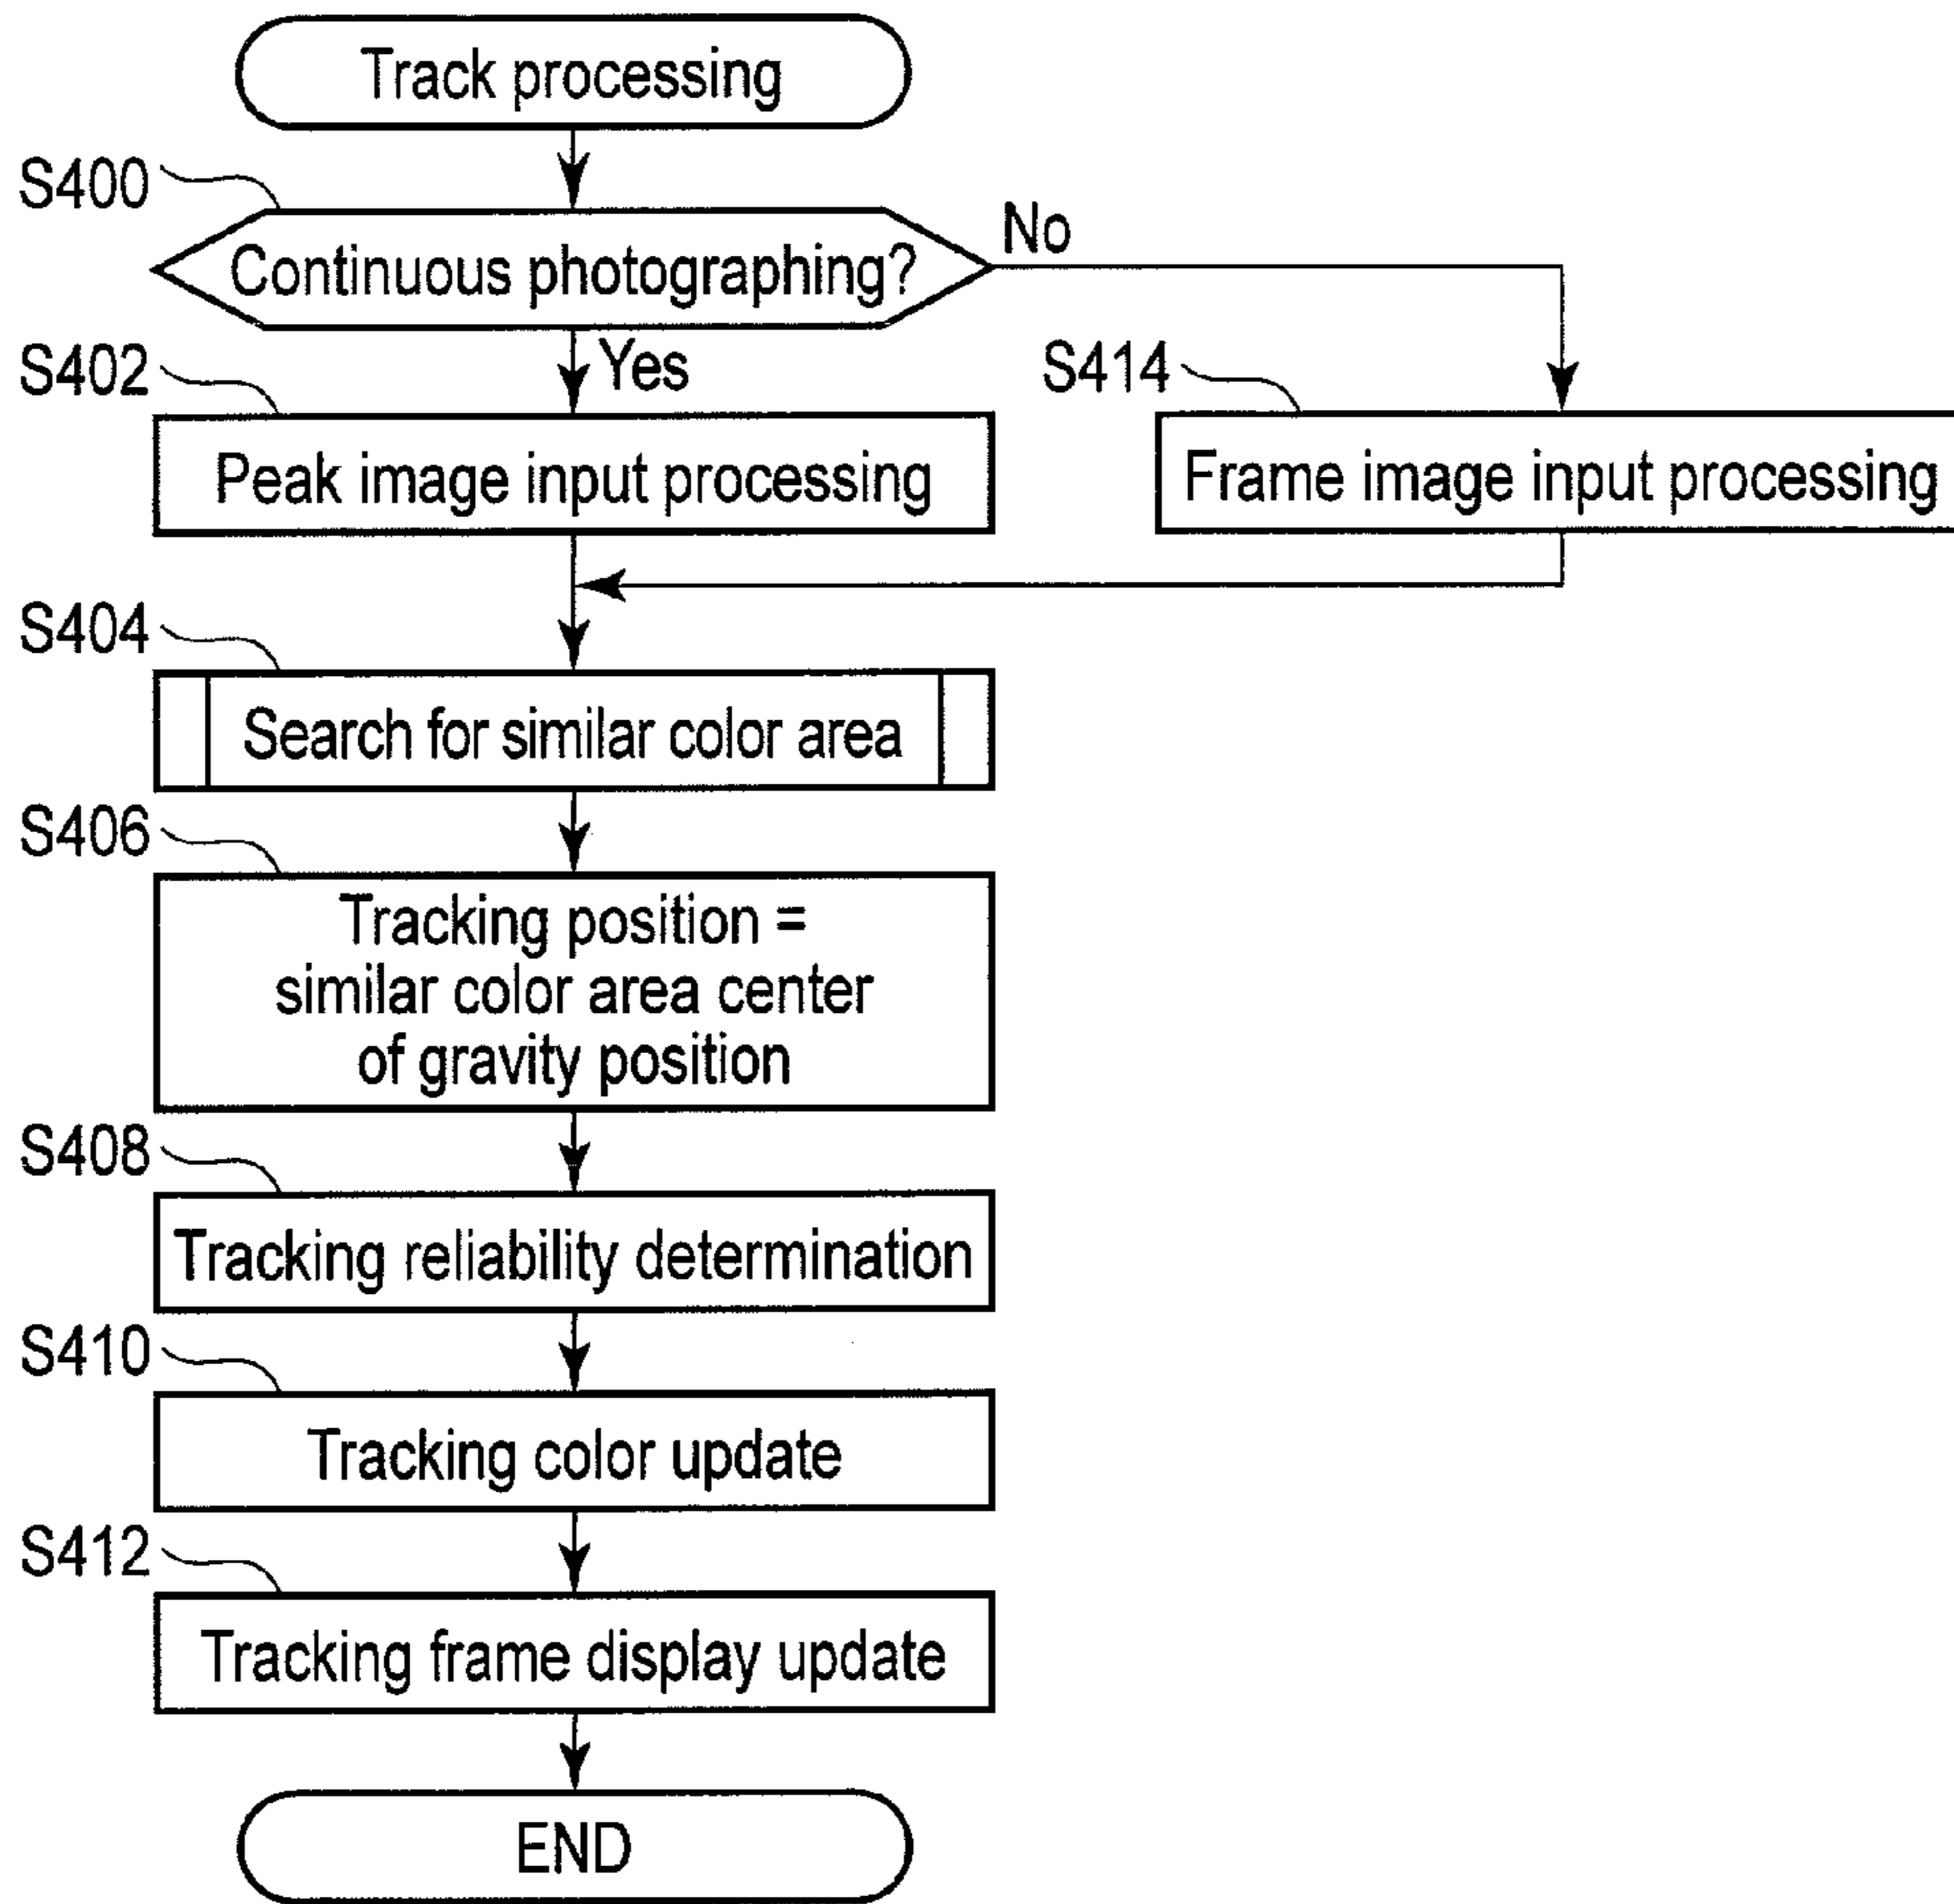 Track processing
S400
Continuous photographing?
No
S402
Yes
S414
Peak image input processing
Frame image input processing
S404
Search for similar color area
S406
Tracking position =
similar color area center
of gravity position
S408
Tracking reliability determination
S410
Tracking color update
S412
Tracking frame display update
END